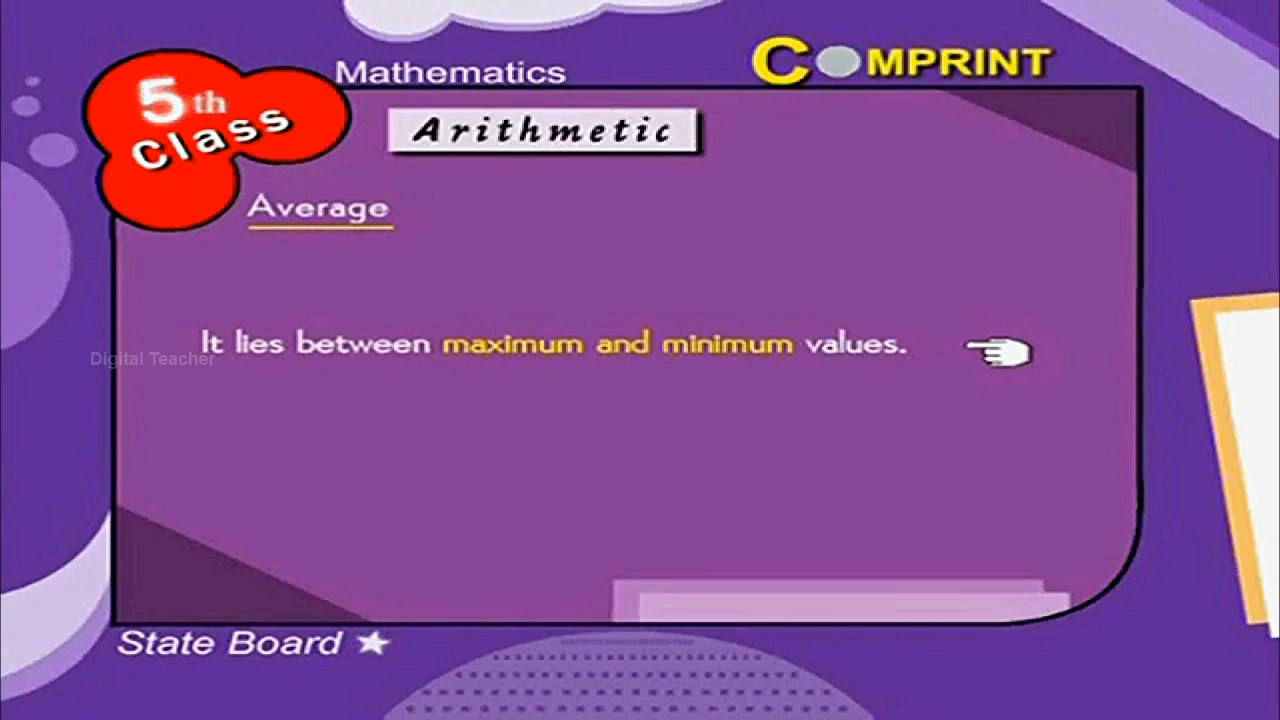 Mathematics
COMPRINT
5th
Class
Arithmetic
Average
It lies between maximum and minimum values.
Digital Teacher
State Board